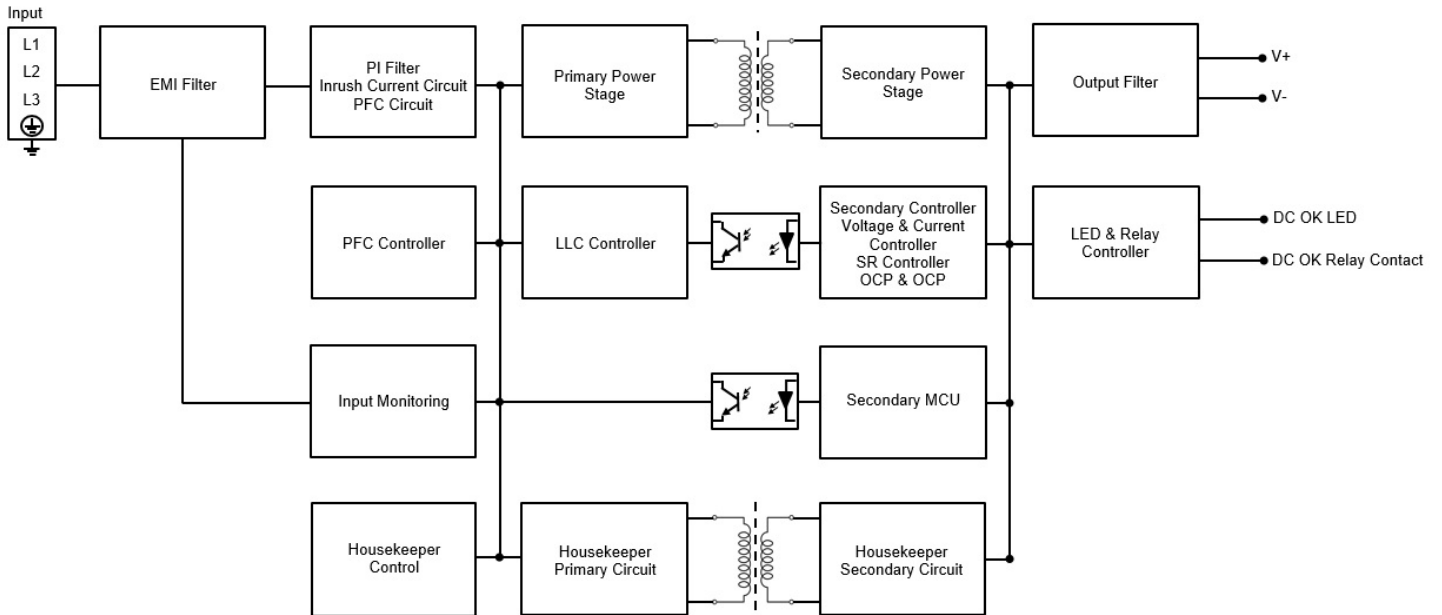 Input
L1
L2
L3
EMI Filter
PI Filter
Inrush Current Circuit
PFC Circuit
Primary Power
Stage
Secondary Power
Stage
Output Filter
V+
V-
PFC Controller
LLC Controller
Secondary Controller
Voltage & Current
Controller
SR Controller
OCP & OCP
LED & Relay
Controller
DC OK LED
DC OK Relay Contact
Input Monitoring
Secondary MCU
Housekeeper
Control
Housekeeper
Primary Circuit
Housekeeper
Secondary Circuit